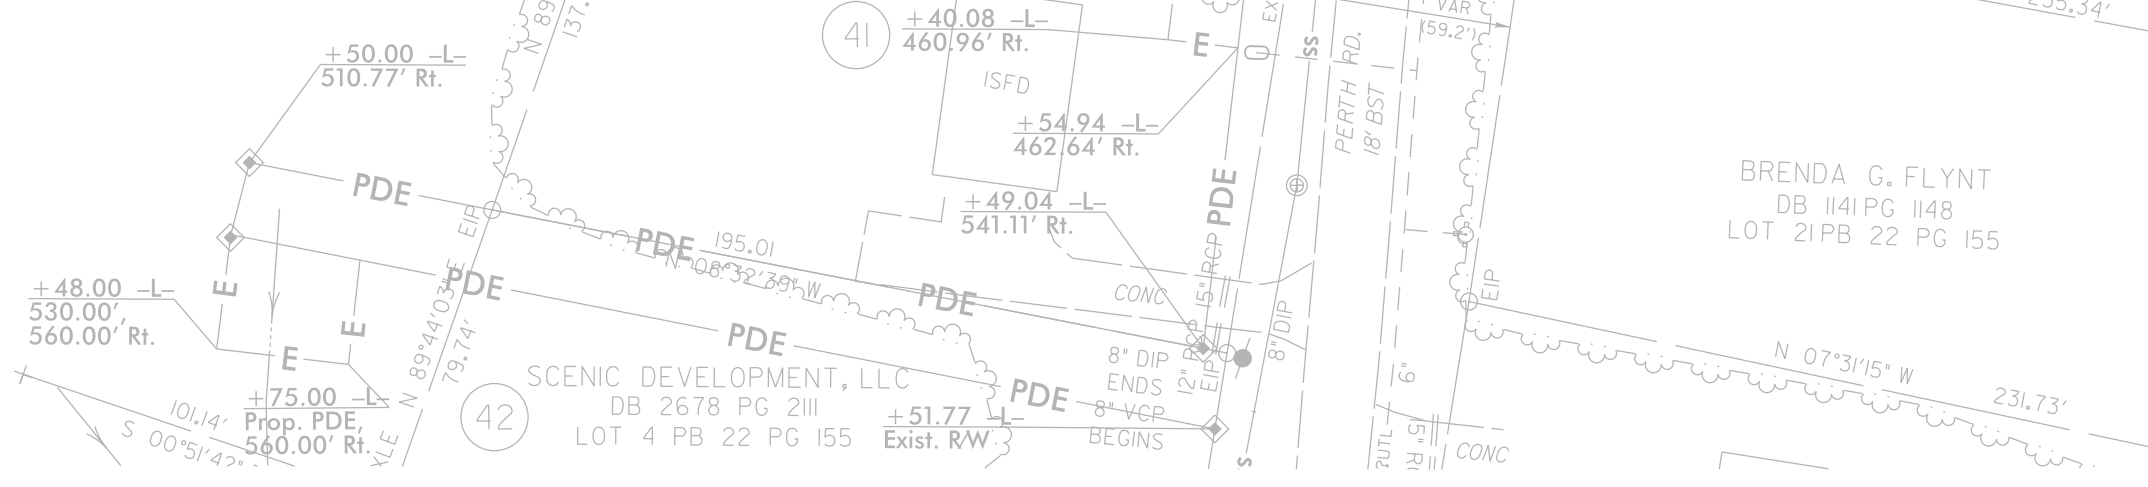 +50.00 -L-
510.77' Rt.
N 89
137.
41
+40.08 -L-
460.96' Rt.
ISFD
E
EX
SS
VAR
(59.2')
PERTH RD.
18' BST
+54.94 -L-
462.64' Rt.
+49.04 -L-
541.11' Rt.
PDE
PDE
PDE
PDE
PDE
PDE
PDE
EIP
195.01
N 08°32'39" W
15" RCP
CONC
8" DIP
EIP
BRENDA G. FLYNT
DB 1141 PG 1148
LOT 21 PB 22 PG 155
+48.00 -L-
530.00',
560.00' Rt.
E
E
E
N 89°44'03" E
79.74'
+75.00 -L-
Prop. PDE,
560.00' Rt.
101.14'
S 00°51'42"
42
SCENIC DEVELOPMENT, LLC
DB 2678 PG 2111
LOT 4 PB 22 PG 155
+51.77 -L-
Exist. R/W
8" DIP
ENDS
8" VCP
BEGINS
12" RCP
EIP
S
6"
CONC
N 07°31'15" W
231.73'